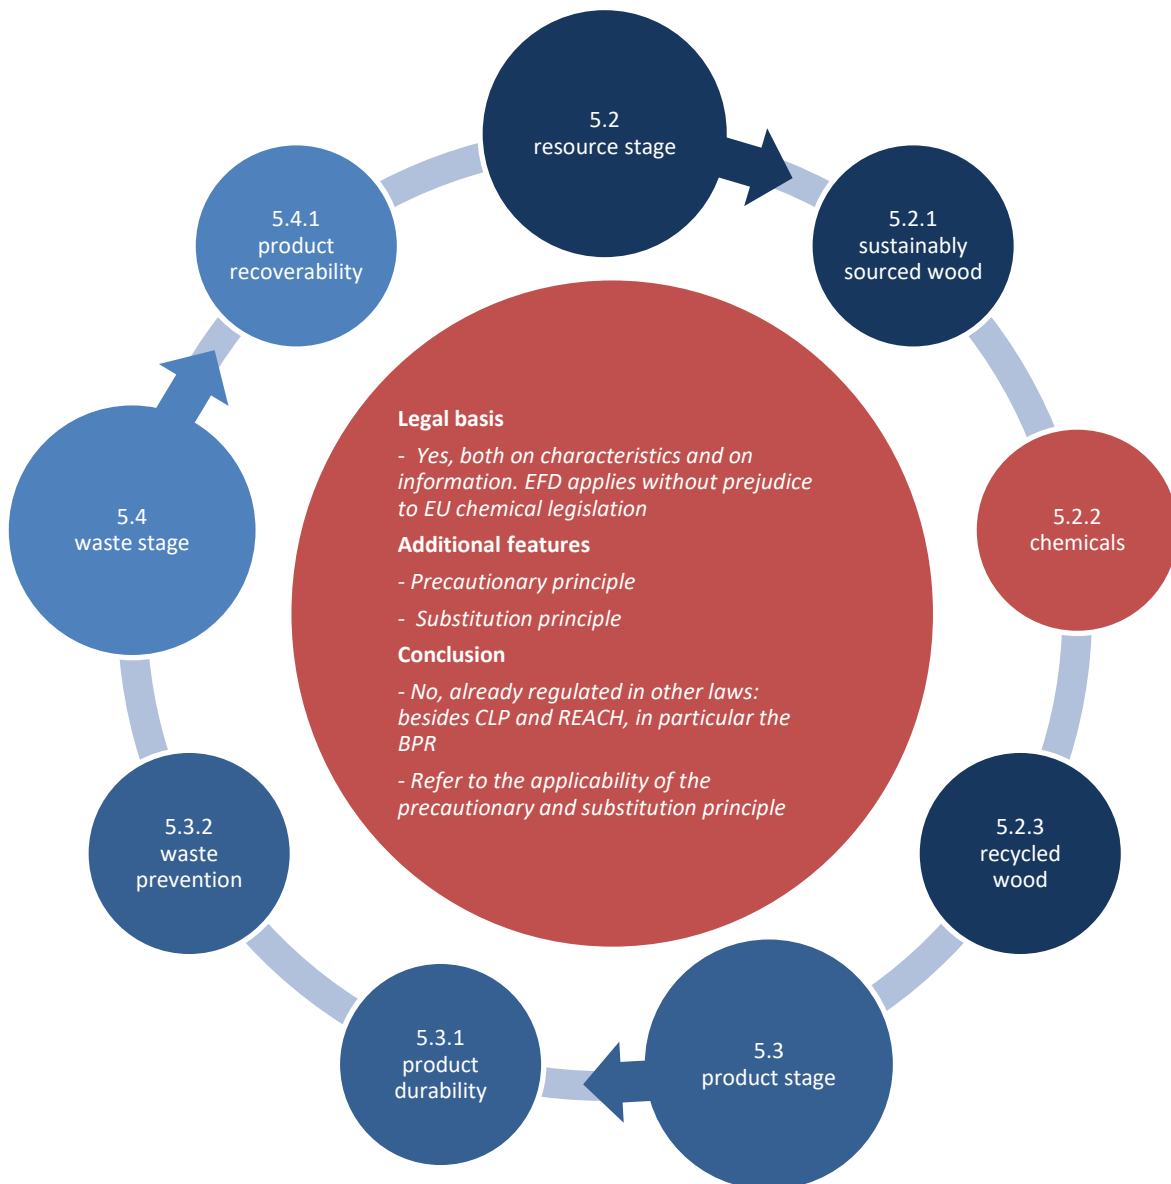 5.2
resource stage
5.2.1
sustainably
sourced wood
5.2.2
chemicals
5.2.3
recycled
wood
5.3
product stage
5.3.1
product
durability
5.3.2
waste
prevention
5.4
waste stage
5.4.1
product
recoverability
Legal basis
- Yes, both on characteristics and on
information. EFD applies without prejudice
to EU chemical legislation
Additional features
- Precautionary principle
- Substitution principle
Conclusion
- No, already regulated in other laws:
besides CLP and REACH, in particular the
BPR
- Refer to the applicability of the
precautionary and substitution principle